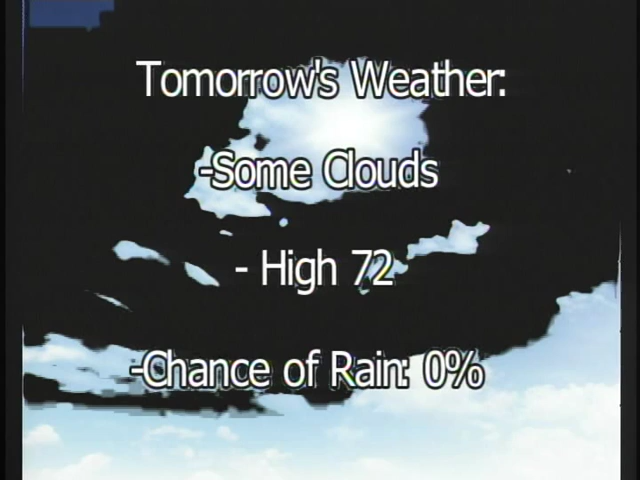 Tomorrow's Weather:
-Some Clouds
- High 72
-Chance of Rain: 0%